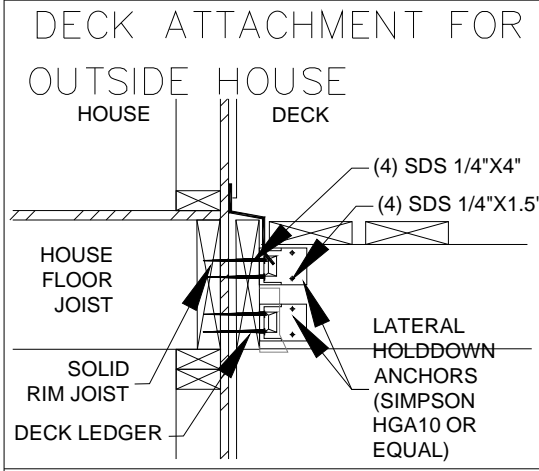 DECK ATTACHMENT FOR
OUTSIDE HOUSE
HOUSE
DECK
(4) SDS 1/4"X4"
(4) SDS 1/4"X1.5"
HOUSE
FLOOR
JOIST
SOLID
RIM JOIST
DECK LEDGER
LATERAL
HOLDDOWN
ANCHORS
(SIMPSON
HGA10 OR
EQUAL)